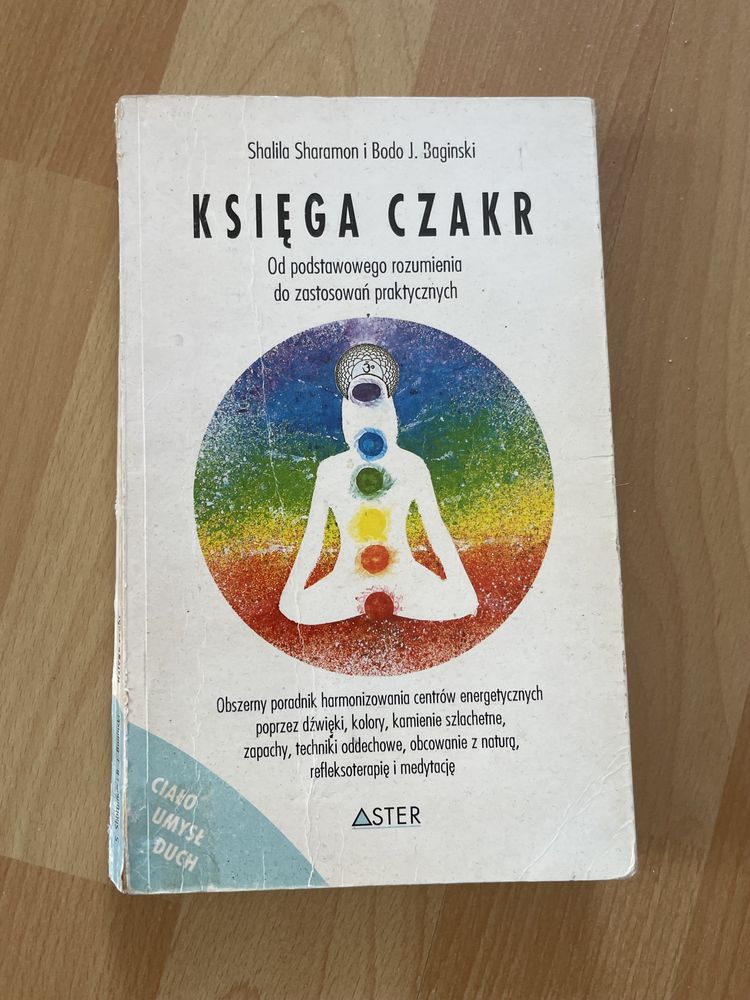 Shalila Sharamon i Bodo J. Baginski
KSIĘGA CZAKR
Od podstawowego rozumienia
do zastosowań praktycznych
Obszerny poradnik harmonizowania centrów energetycznych
poprzez dźwięki, kolory, kamienie szlachetne,
zapachy, techniki oddechowe, obcowanie z naturą,
refleksoterapię i medytację
CIAŁO
UMYSŁ
DUCH
ASTER